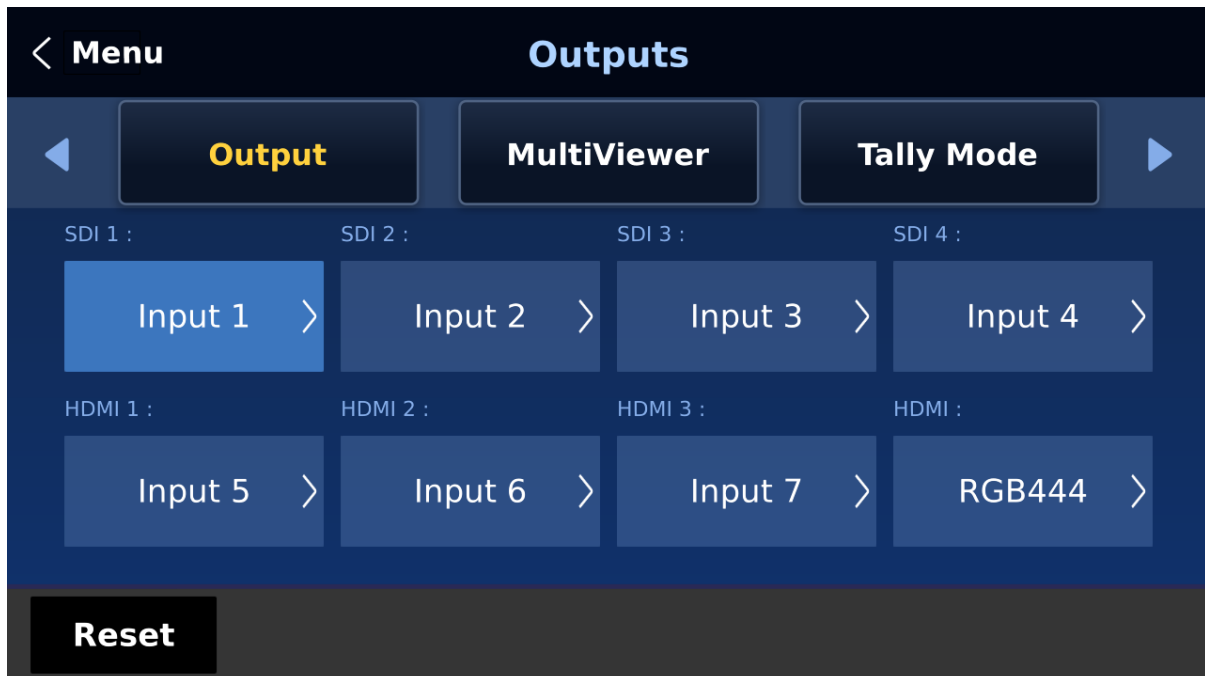 Menu
Outputs
Output
MultiViewer
Tally Mode
SDI 1 :
SDI 2 :
SDI 3 :
SDI 4 :
Input 1
Input 2
Input 3
Input 4
HDMI 1 :
HDMI 2 :
HDMI 3 :
HDMI :
Input 5
Input 6
Input 7
RGB444
Reset